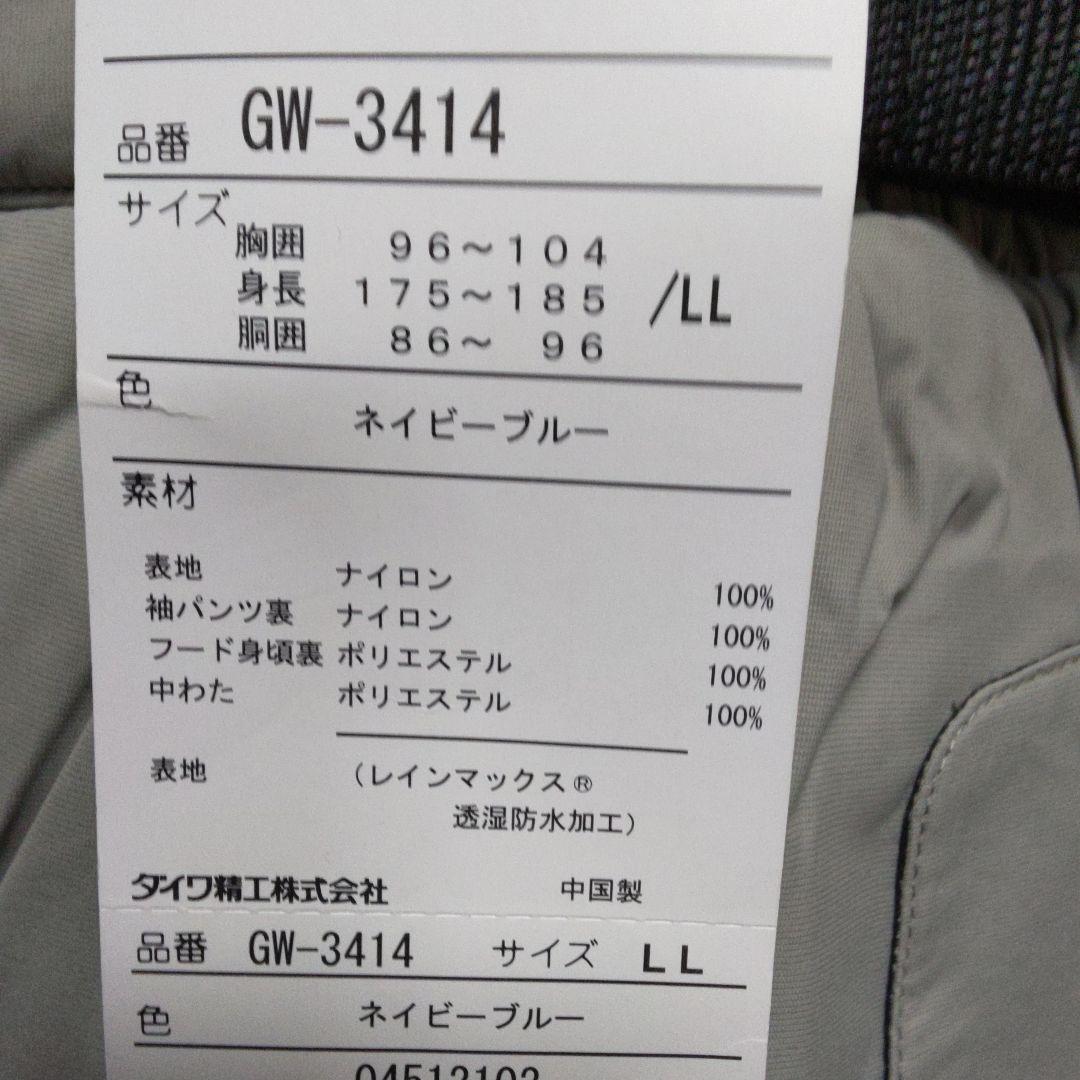 品番 GW-3414
サイズ
胸囲 96～104
身長 175～185 /LL
胴囲 86～ 96
色
ネイビーブルー
素材
表地 ナイロン 100%
袖パンツ裏 ナイロン 100%
フード身頃裏 ポリエステル 100%
中わた ポリエステル 100%
表地 (レインマックス®
透湿防水加工)
ダイワ精工株式会社 中国製
品番 GW-3414 サイズ LL
色 ネイビーブルー